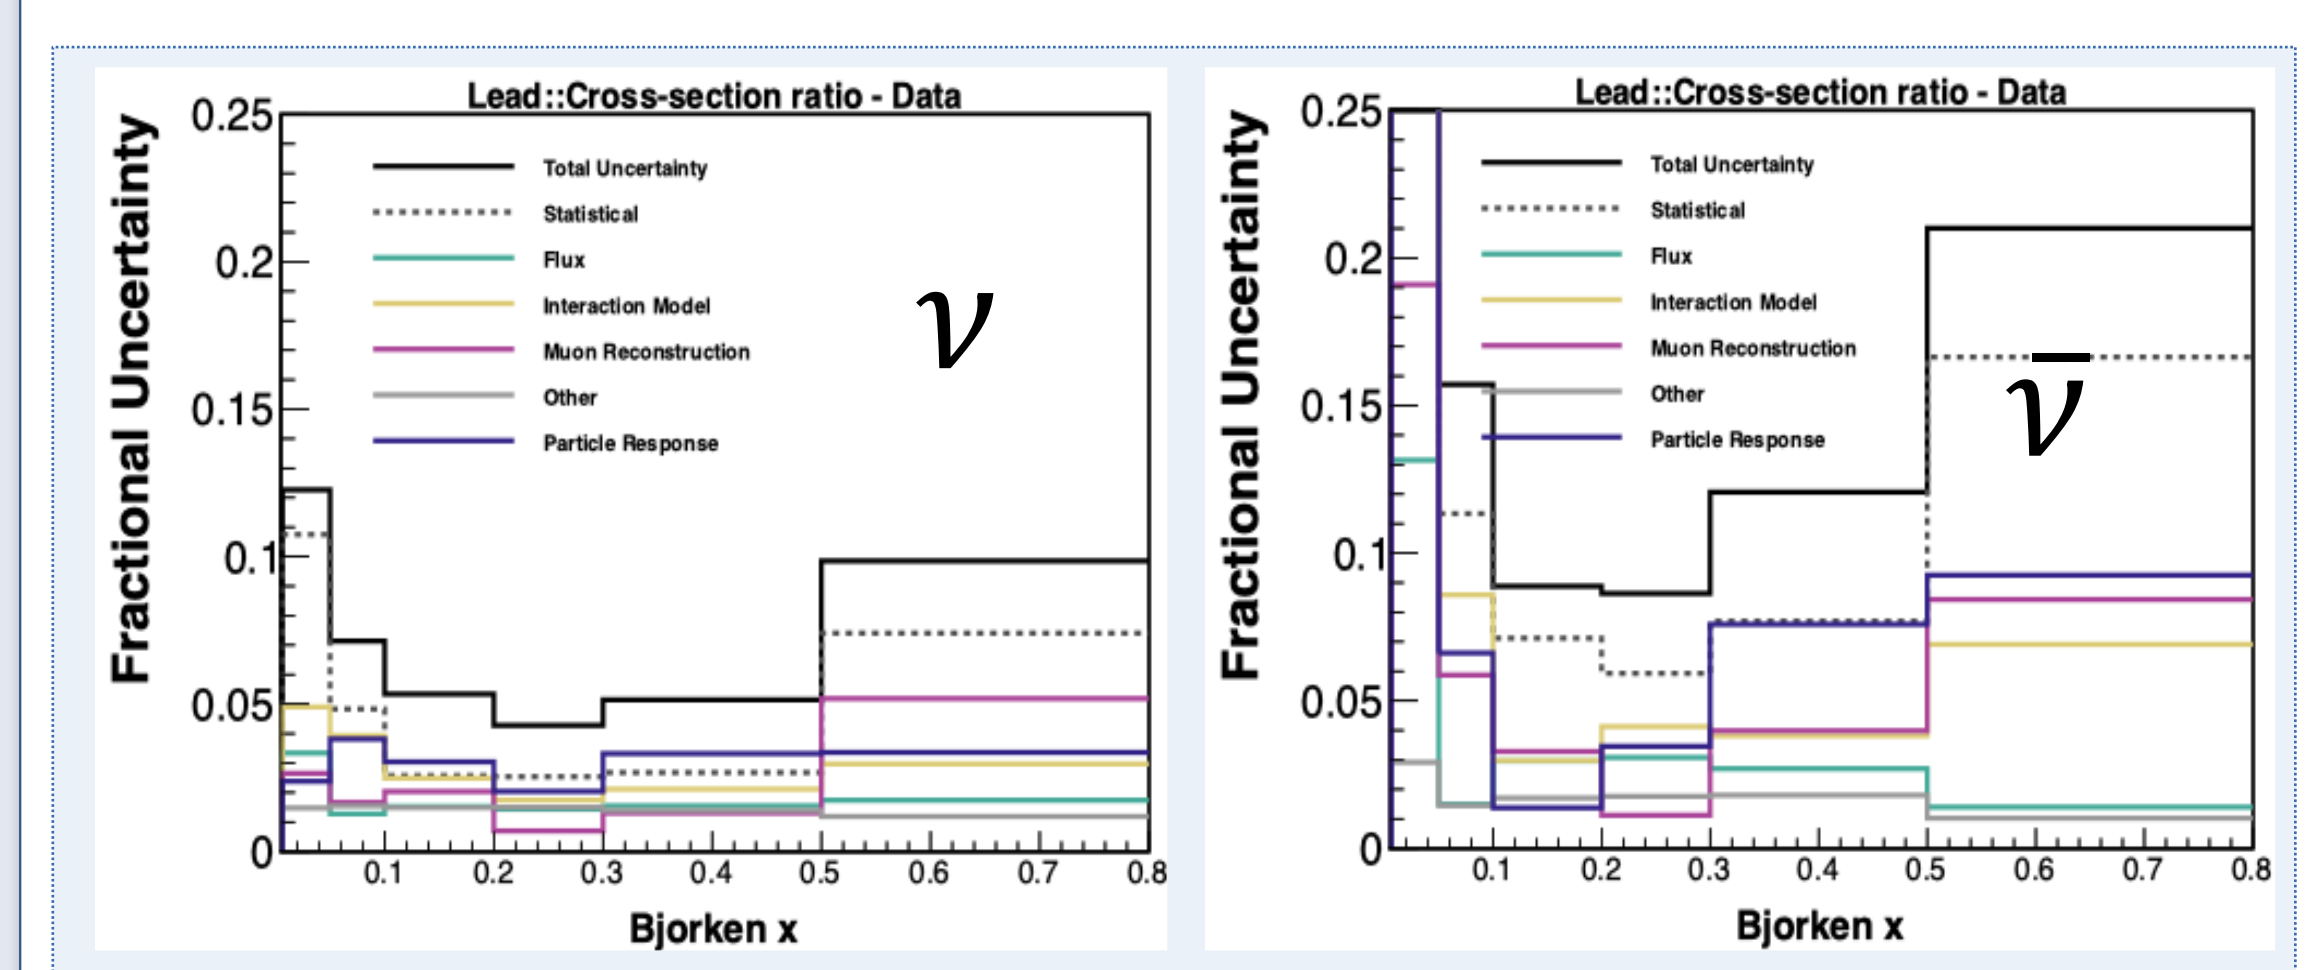 Lead::Cross-section ratio - Data
Fractional Uncertainty
0.25
0.2
0.15
0.1
0.05
0
Total Uncertainty
Statistical
Flux
Interaction Model
Muon Reconstruction
Other
Particle Response
ν
0.1 0.2 0.3 0.4 0.5 0.6 0.7 0.8
Bjorken x
Lead::Cross-section ratio - Data
Fractional Uncertainty
0.25
0.2
0.15
0.1
0.05
0
Total Uncertainty
Statistical
Flux
Interaction Model
Muon Reconstruction
Other
Particle Response
ν̅
0.1 0.2 0.3 0.4 0.5 0.6 0.7 0.8
Bjorken x